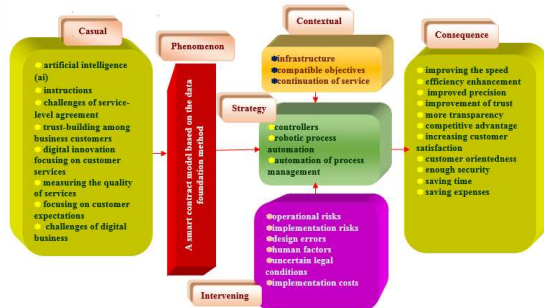 Casual
artificial intelligence
(ai)
instructions
challenges of service-
level agreement
trust-building among
business customers
digital innovation
focusing on customer
services
measuring the quality
of services
focusing on customer
expectations
challenges of digital
business
Phenomenon
A smart contract model based on the data
foundation method
Contextual
infrastructure
compatible objectives
continuation of service
Strategy
controllers
robotic process
automation
automation of process
management
operational risks
implementation risks
design errors
human factors
uncertain legal
conditions
implementation costs
Intervening
Consequence
improving the speed
efficiency enhancement
improved precision
improvement of trust
more transparency
competitive advantage
increasing customer
satisfaction
customer orientedness
enough security
saving time
saving expenses